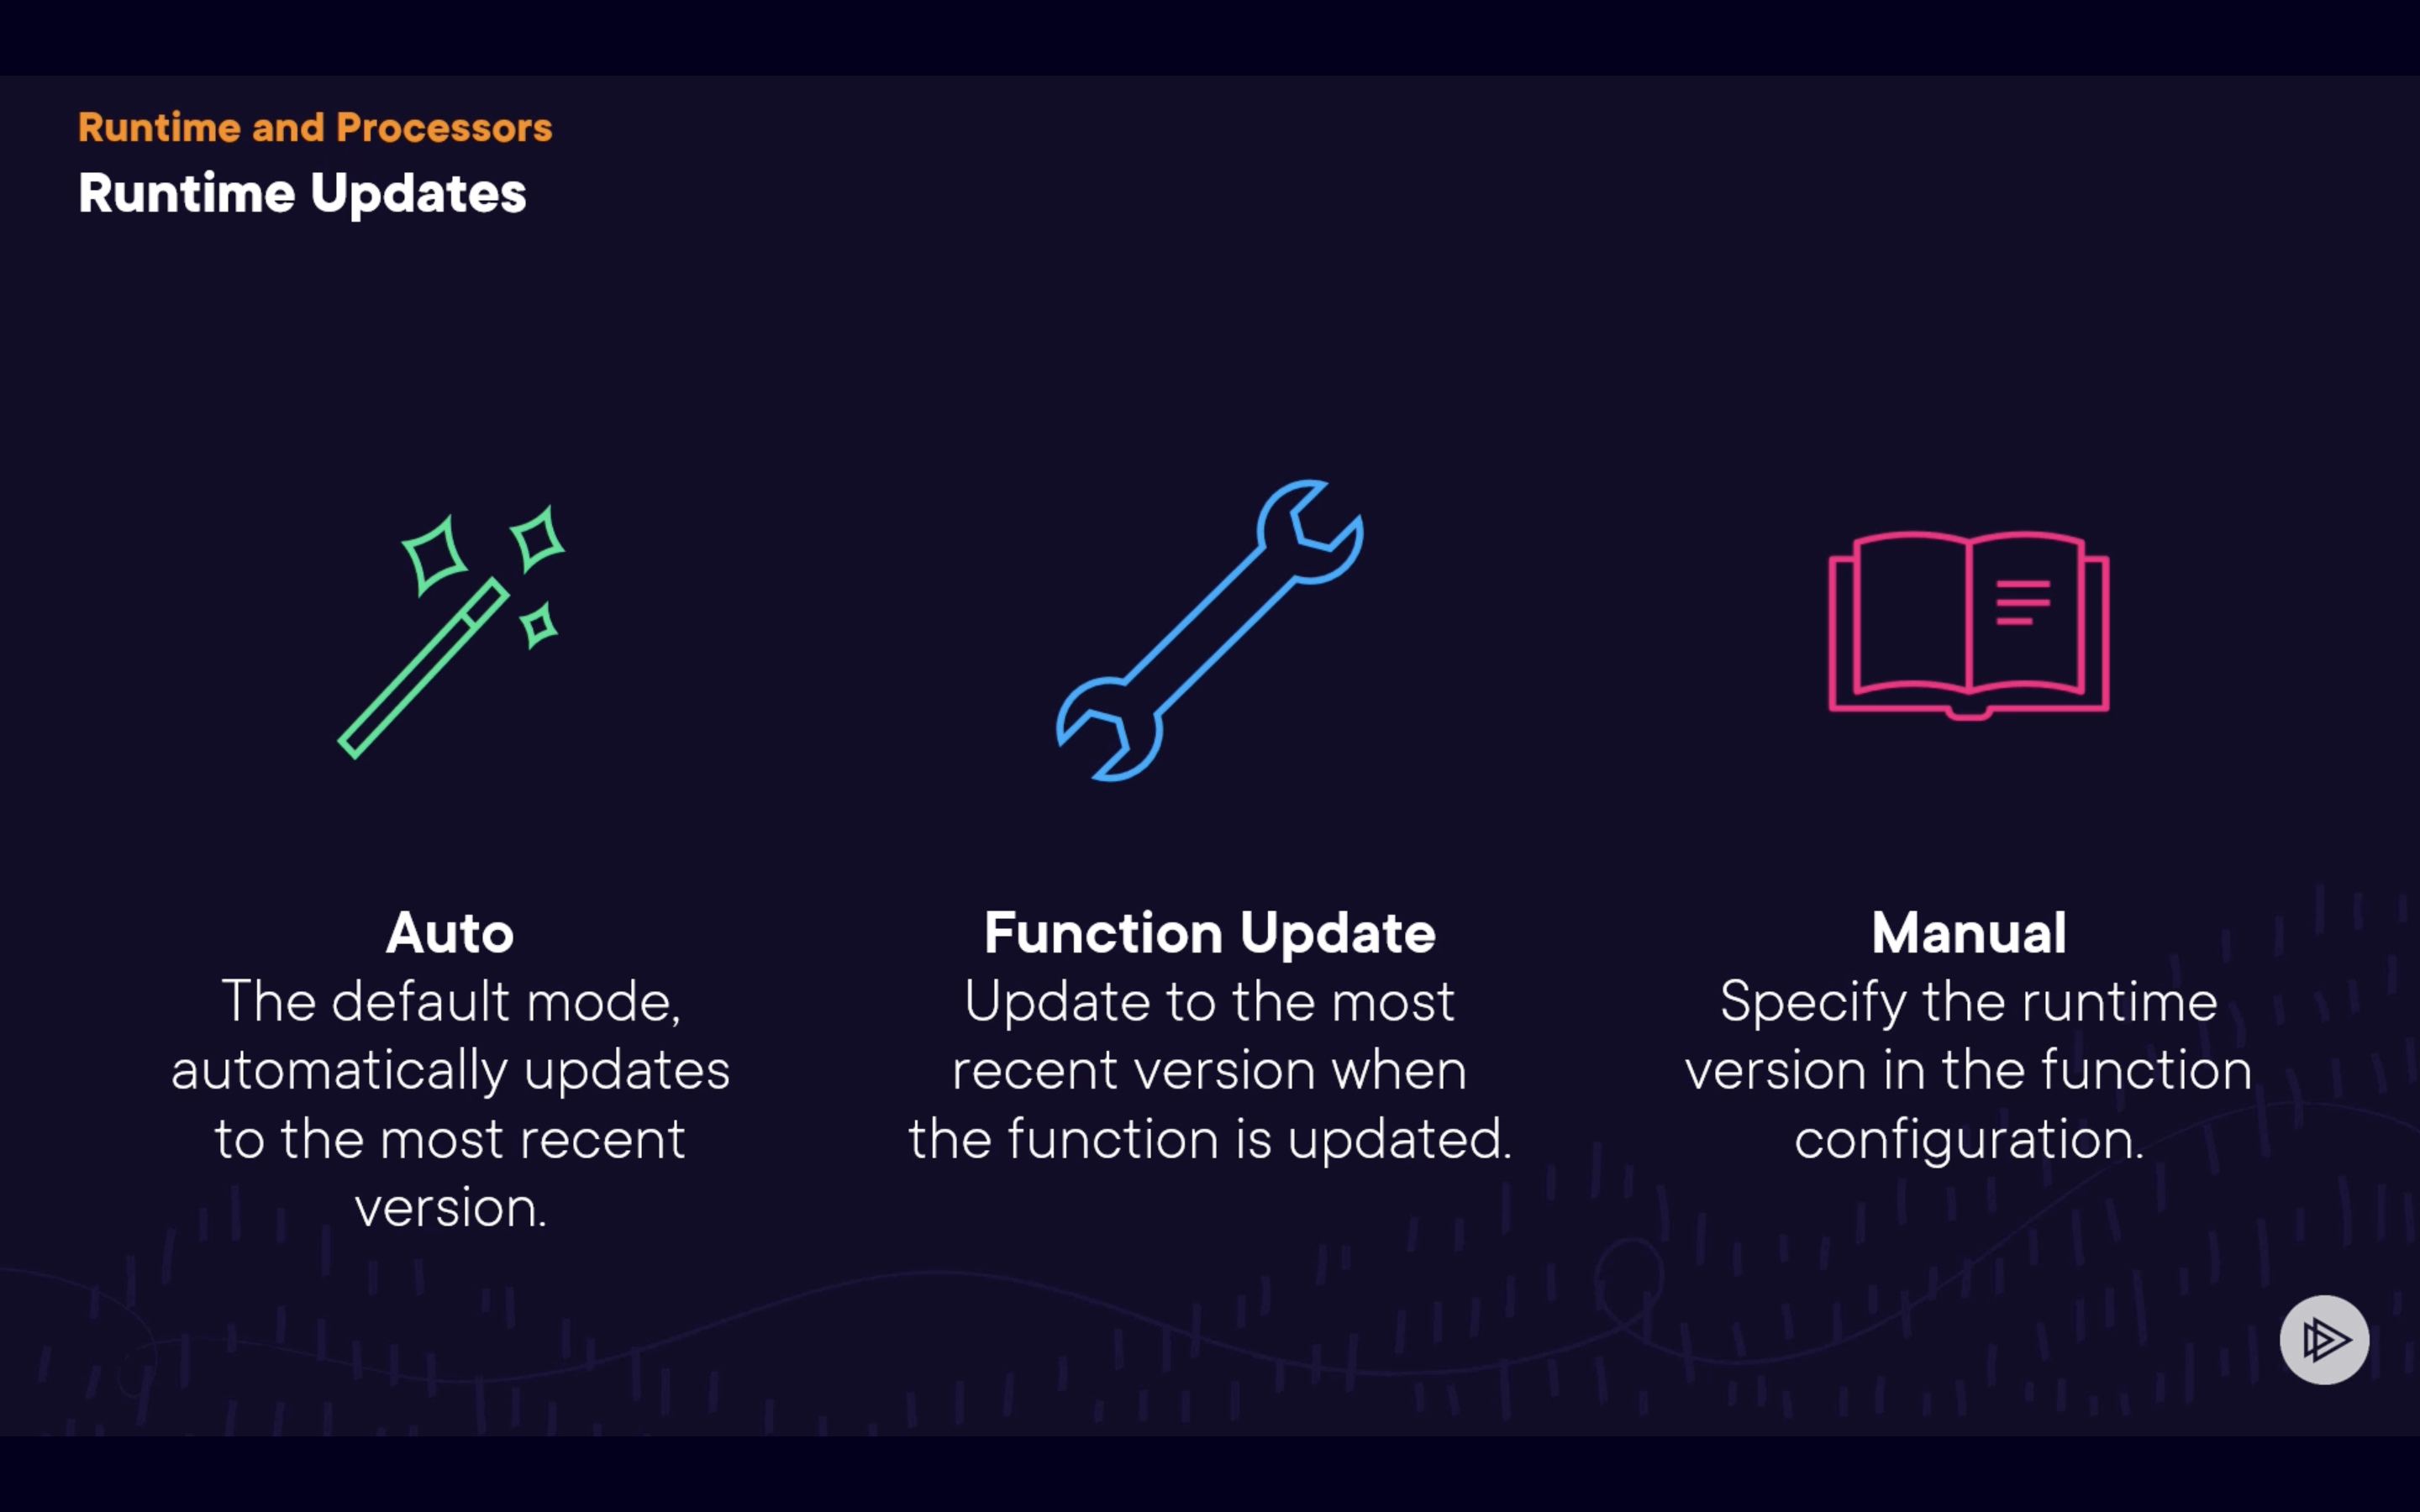 Runtime and Processors
Runtime Updates
Auto
The default mode,
automatically updates
to the most recent
version.
Function Update
Update to the most
recent version when
the function is updated.
Manual
Specify the runtime
version in the function
configuration.